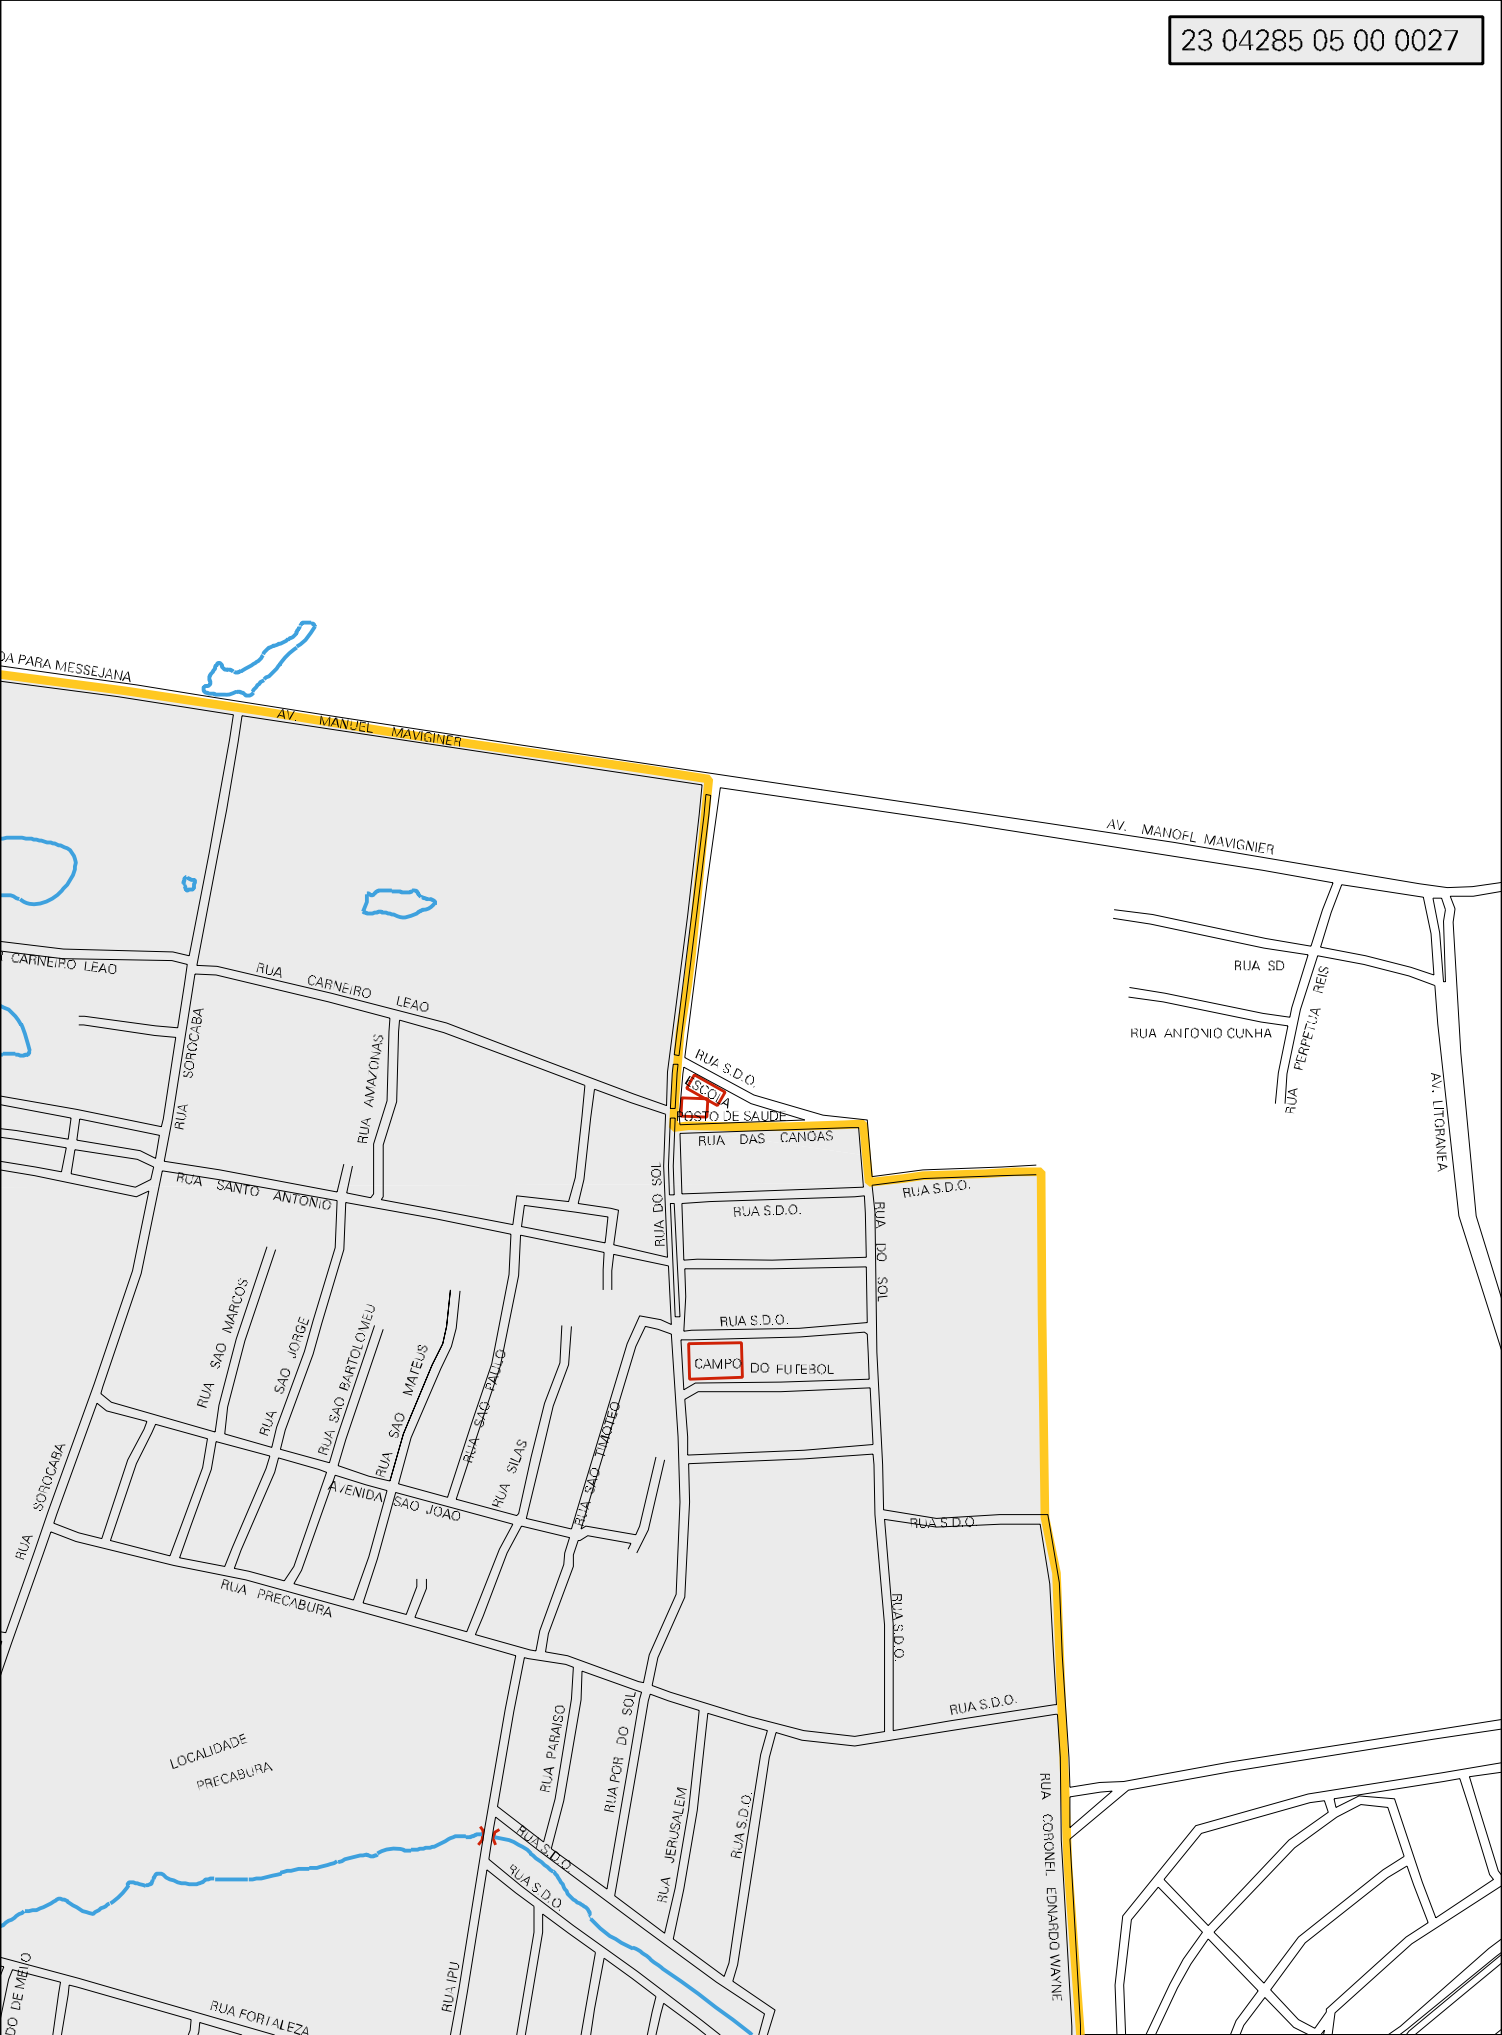 23 04285 05 00 0027
DA PARA MESSEJANA
AV. MANUEL MAVIGINER
AV. MANOEL MAVIGNIER
CARNEIRO LEAO
RUA CARNEIRO LEAO
RUA SD
RUA PERPETUA REIS
RUA ANTONIO CUNHA
AV. LITORANEA
RUA SOROCABA
RUA AMAZONAS
RUA S.D.O.
ESCOLA
POSTO DE SAUDE
RUA DAS CANOAS
RUA SANTO ANTONIO
RUA DO SOL
RUA S.D.O.
RUA S.D.O.
RUA DO SOL
RUA S.D.O.
CAMPO DO FUTEBOL
RUA SAO MARCOS
RUA SAO JORGE
RUA SAO BARTOLOMEU
RUA SAO MATEUS
RUA SAO PAULO
RUA SILAS
RUA SAO TIMOTEO
RUA SOROCABA
AVENIDA SAO JOAO
RUA S.D.O
RUA PRECABURA
RUA S.D.O.
RUA S.D.O.
LOCALIDADE
PRECABURA
RUA PARAISO
RUA POR DO SOL
RUA JERUSALEM
RUA S.D.O.
RUA S.D.O
RUA S.D.O.
RUA CORONEL EDNARDO WAYNE
RUA IPU
DO DE MELO
RUA FORTALEZA